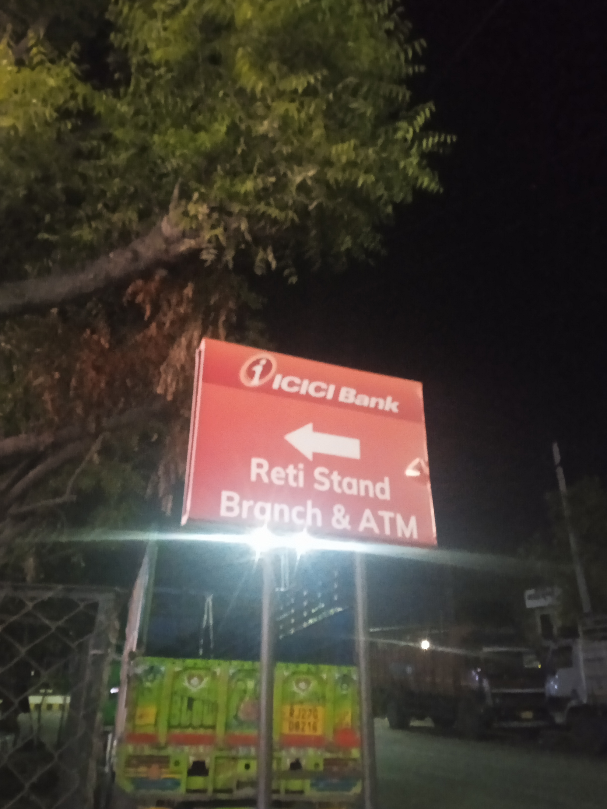 ICICI Bank
Reti Stand
Branch & ATM